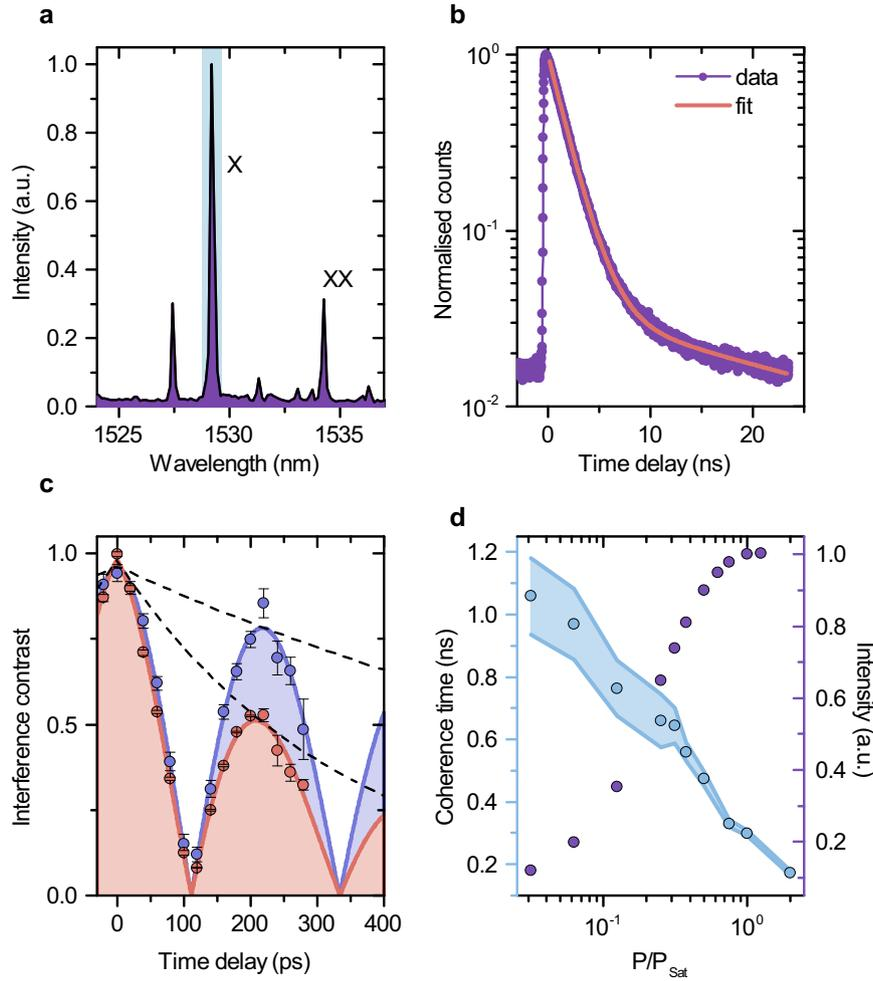 a
1.0
0.8
0.6
0.4
0.2
0.0
Intensity (a.u.)
X
XX
1525
1530
1535
Wavelength (nm)
b
10^0
10^-1
10^-2
Normalised counts
data
fit
0
10
20
Time delay (ns)
c
1.0
0.5
0.0
Interference contrast
0
100
200
300
400
Time delay (ps)
d
1.2
1.0
0.8
0.6
0.4
0.2
Coherence time (ns)
1.0
0.8
0.6
0.4
0.2
Intensity (a.u.)
10^-1
10^0
P/P_Sat